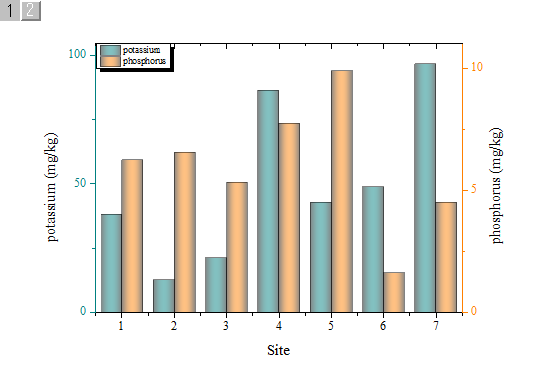 1 2
potassium
phosphorus
100
50
0
10
5
0
potassium (mg/kg)
phosphorus (mg/kg)
1 2 3 4 5 6 7
Site